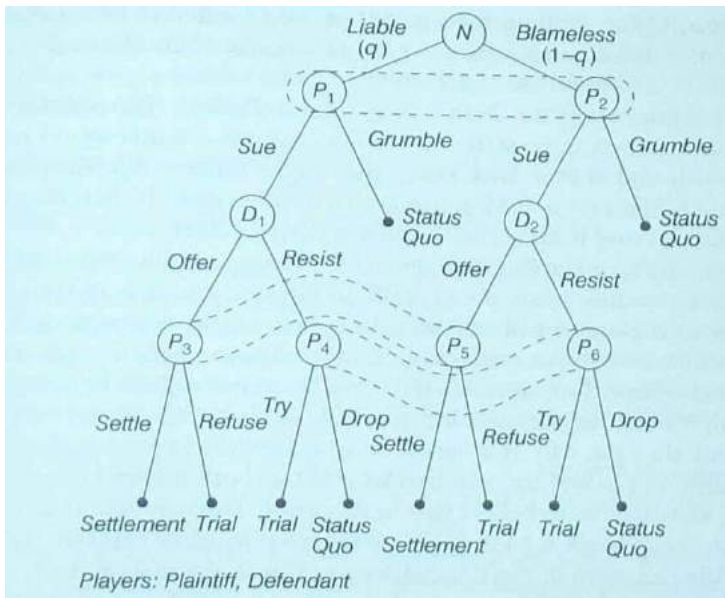 Liable
(q)
N
Blameless
(1–q)
P1
P2
Sue
Grumble
Sue
Grumble
D1
Status
Quo
D2
Status
Quo
Offer
Resist
Offer
Resist
P3
P4
P5
P6
Settle
Refuse
Try
Drop
Settle
Refuse
Try
Drop
Settlement
Trial
Trial
Status
Quo
Settlement
Trial
Trial
Status
Quo
Players: Plaintiff, Defendant